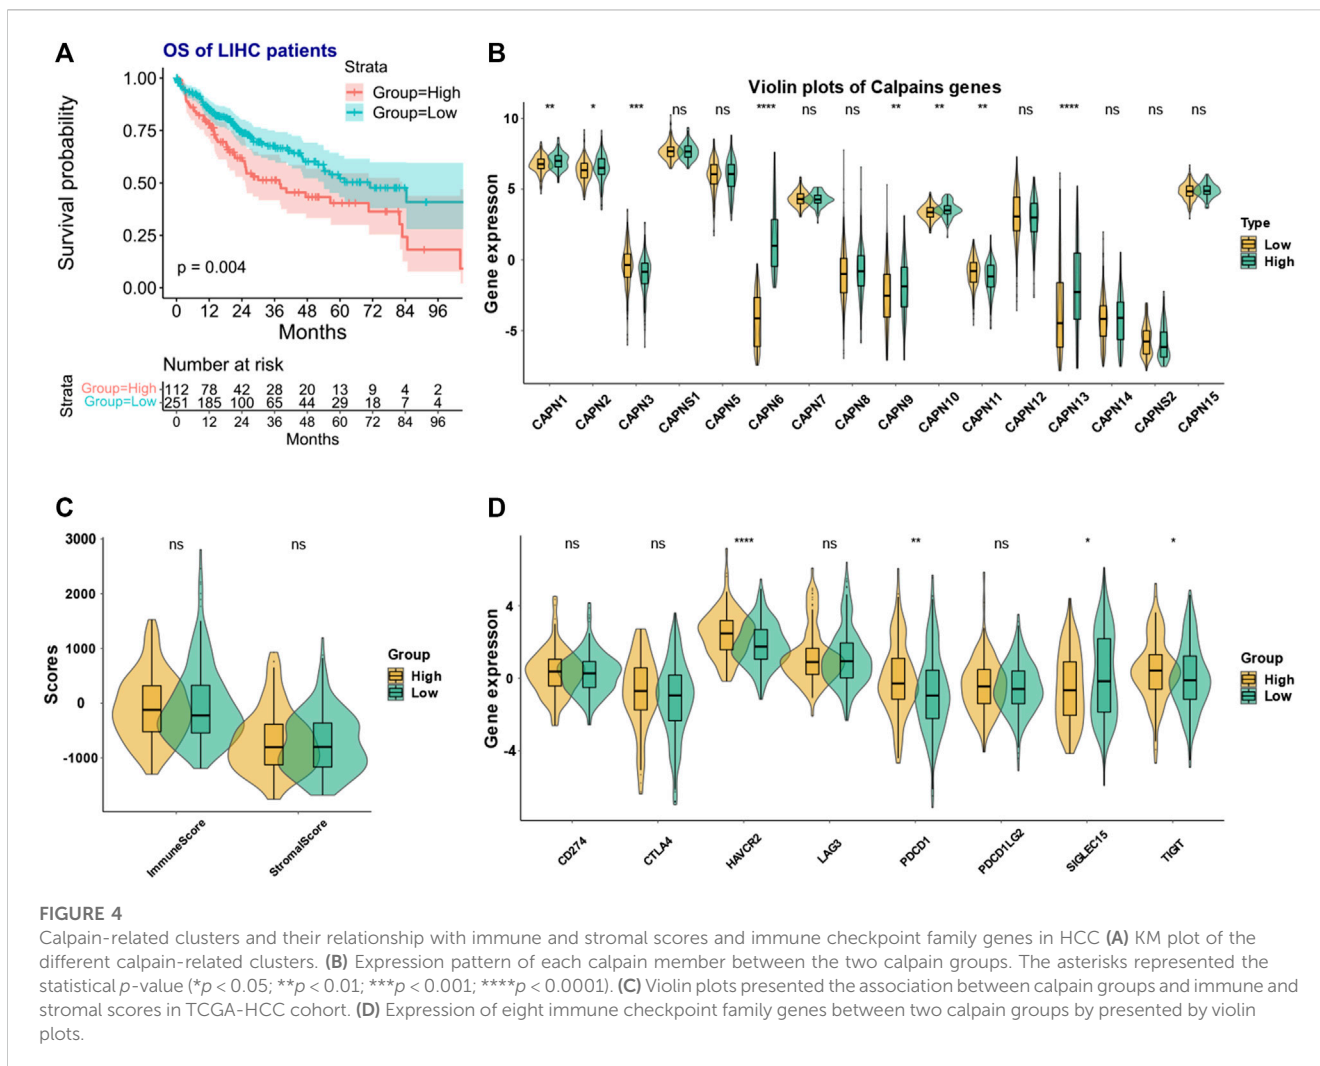 A
OS of LIHC patients
Strata
Group=High
Group=Low
Survival probability
1.00
0.75
0.50
0.25
0.00
p = 0.004
0 12 24 36 48 60 72 84 96
Months
Number at risk
Strata
Group=High 112 78 42 28 20 13 9 4 2
Group=Low 251 185 100 65 44 29 18 7 4
0 12 24 36 48 60 72 84 96
Months
B
Violin plots of Calpains genes
** * *** ns ns **** ns ns ** ** ** ns **** ns ns ns
Gene expresson
10
5
0
-5
CAPN1 CAPN2 CAPN3 CAPNS1 CAPN5 CAPN6 CAPN7 CAPN8 CAPN9 CAPN10 CAPN11 CAPN12 CAPN13 CAPN14 CAPNS2 CAPN15
Type
Low
High
C
ns ns
Scores
3000
2000
1000
0
-1000
ImmuneScore StromalScore
Group
High
Low
D
ns ns **** ns ** ns * *
Gene expresson
4
0
-4
CD274 CTLA4 HAVCR2 LAG3 PDCD1 PDCD1LG2 SIGLEC15 TIGIT
Group
High
Low
FIGURE 4
Calpain-related clusters and their relationship with immune and stromal scores and immune checkpoint family genes in HCC (A) KM plot of the
different calpain-related clusters. (B) Expression pattern of each calpain member between the two calpain groups. The asterisks represented the
statistical p-value (*p < 0.05; **p < 0.01; ***p < 0.001; ****p < 0.0001). (C) Violin plots presented the association between calpain groups and immune and
stromal scores in TCGA-HCC cohort. (D) Expression of eight immune checkpoint family genes between two calpain groups by presented by violin
plots.